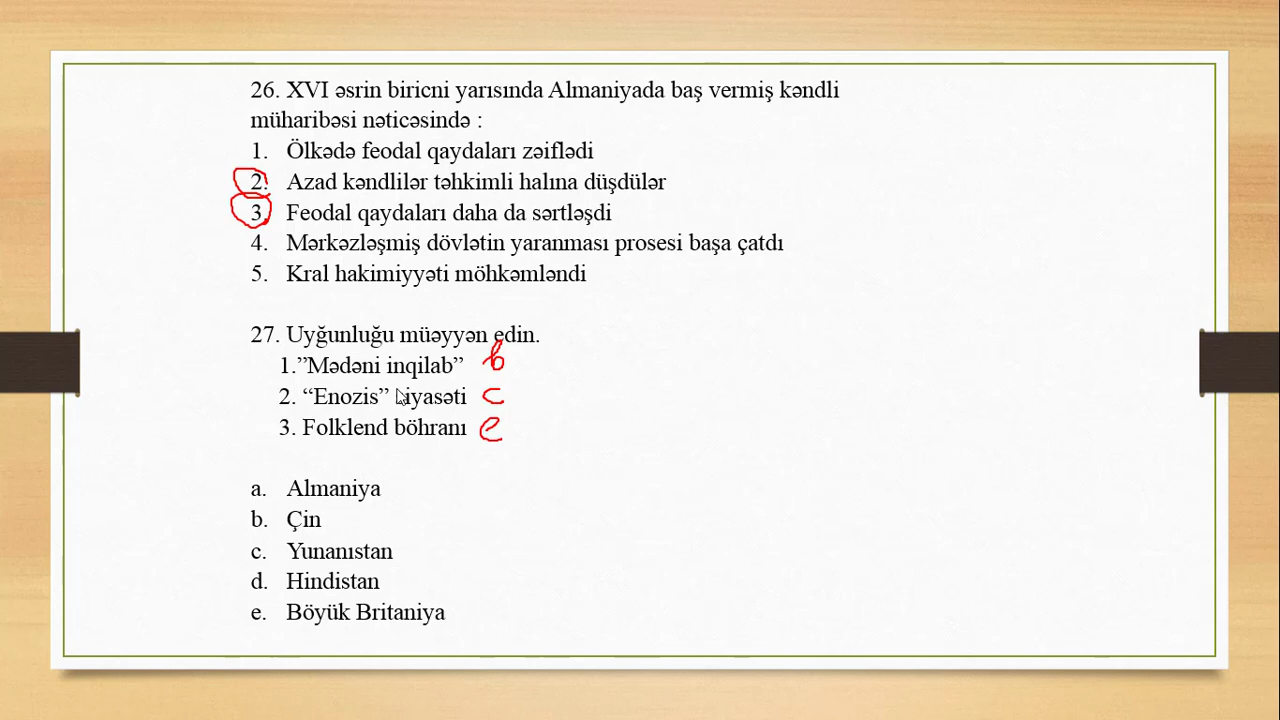 26. XVI əsrin biricni yarısında Almaniyada baş vermiş kəndli
müharibəsi nəticəsində :
1. Ölkədə feodal qaydaları zəiflədi
2. Azad kəndlilər təhkimli halına düşdülər
3. Feodal qaydaları daha da sərtləşdi
4. Mərkəzləşmiş dövlətin yaranması prosesi başa çatdı
5. Kral hakimiyyəti möhkəmləndi
27. Uyğunluğu müəyyən edin.
1.”Mədəni inqilab” b
2. “Enozis” siyasəti c
3. Folklend böhranı e
a. Almaniya
b. Çin
c. Yunanıstan
d. Hindistan
e. Böyük Britaniya